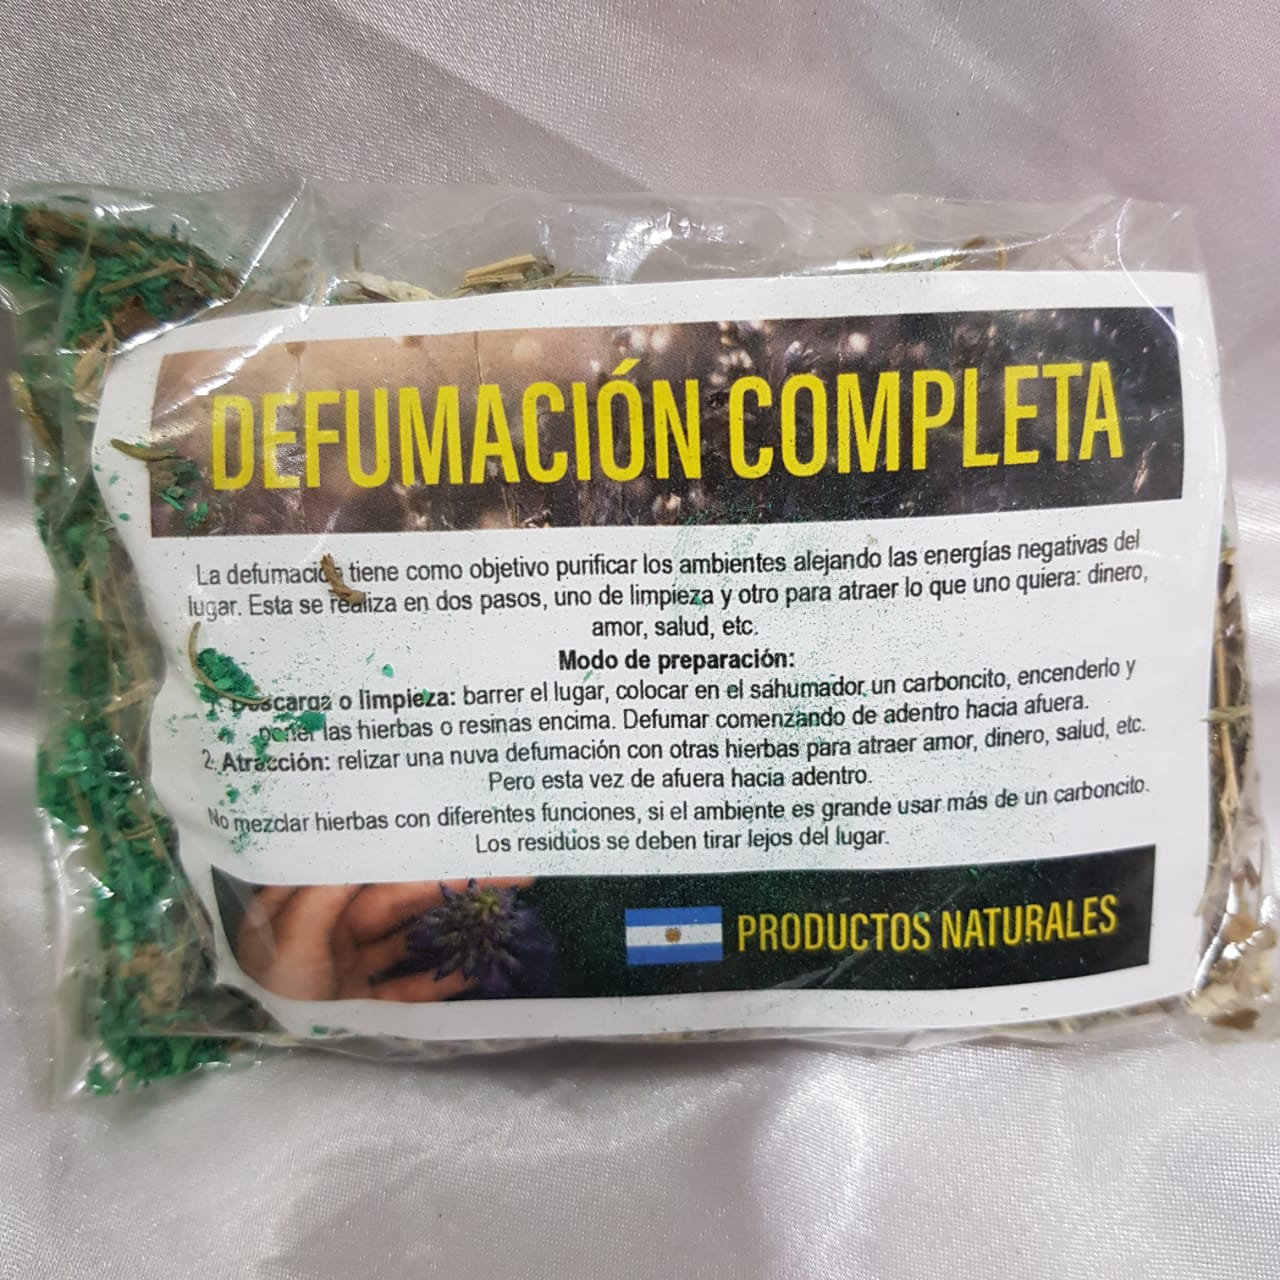 DEFUMACIÓN COMPLETA
La defumación tiene como objetivo purificar los ambientes alejando las energías negativas del
lugar. Esta se realiza en dos pasos, uno de limpieza y otro para atraer lo que uno quiera: dinero,
amor, salud, etc.
Modo de preparación:
1. Descarga o limpieza: barrer el lugar, colocar en el sahumador un carboncito, encenderlo y
poner las hierbas o resinas encima. Defumar comenzando de adentro hacia afuera.
2. Atracción: relizar una nuva defumación con otras hierbas para atraer amor, dinero, salud, etc.
Pero esta vez de afuera hacia adentro.
No mezclar hierbas con diferentes funciones, si el ambiente es grande usar más de un carboncito.
Los residuos se deben tirar lejos del lugar.
PRODUCTOS NATURALES